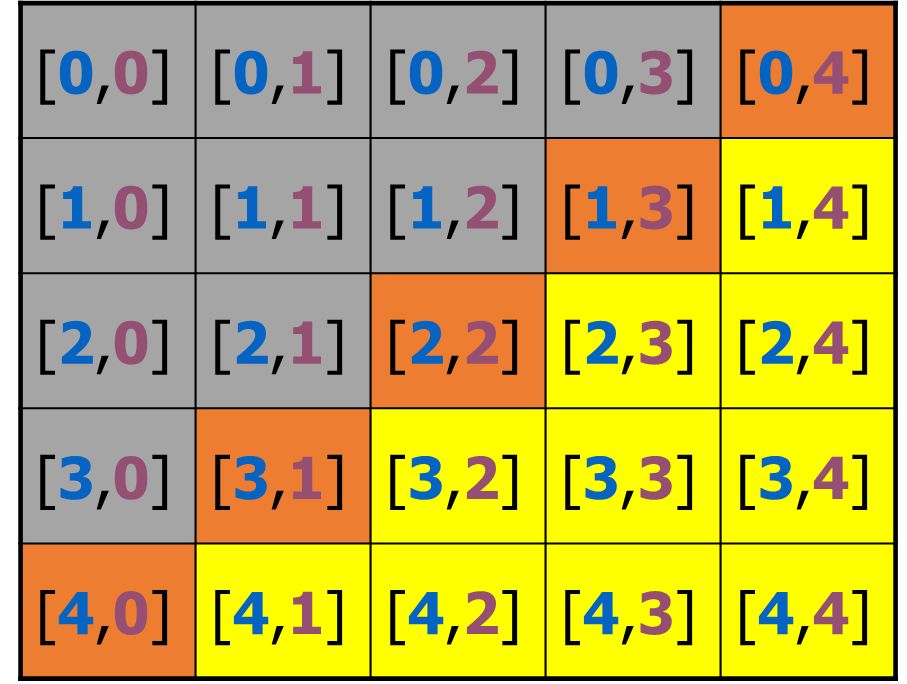 [0,0] [0,1] [0,2] [0,3] [0,4]
[1,0] [1,1] [1,2] [1,3] [1,4]
[2,0] [2,1] [2,2] [2,3] [2,4]
[3,0] [3,1] [3,2] [3,3] [3,4]
[4,0] [4,1] [4,2] [4,3] [4,4]